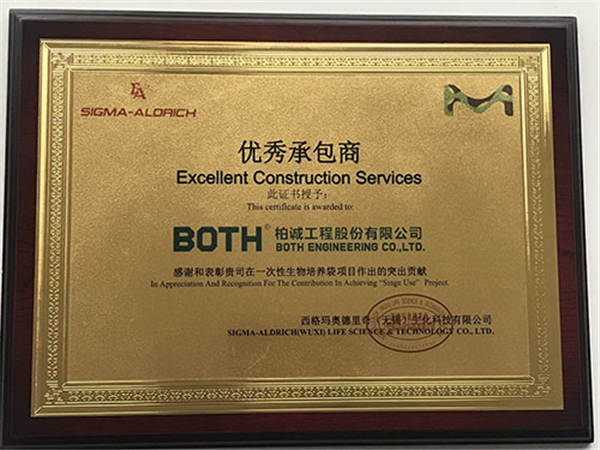 SIGMA-ALDRICH
优秀承包商
Excellent Construction Services
此证书授予：
This certificate is awarded to:
BOTH® 柏诚工程股份有限公司
BOTH ENGINEERING CO.,LTD.
感谢和表彰贵司在一次性生物培养袋项目作出的突出贡献
In Appreciation And Recognition For The Contribution In Achieving “Singe Use” Project
西格玛奥德里奇（无锡）生化科技有限公司
SIGMA-ALDRICH(WUXI) LIFE SCIENCE & TECHNOLOGY CO., LTD.